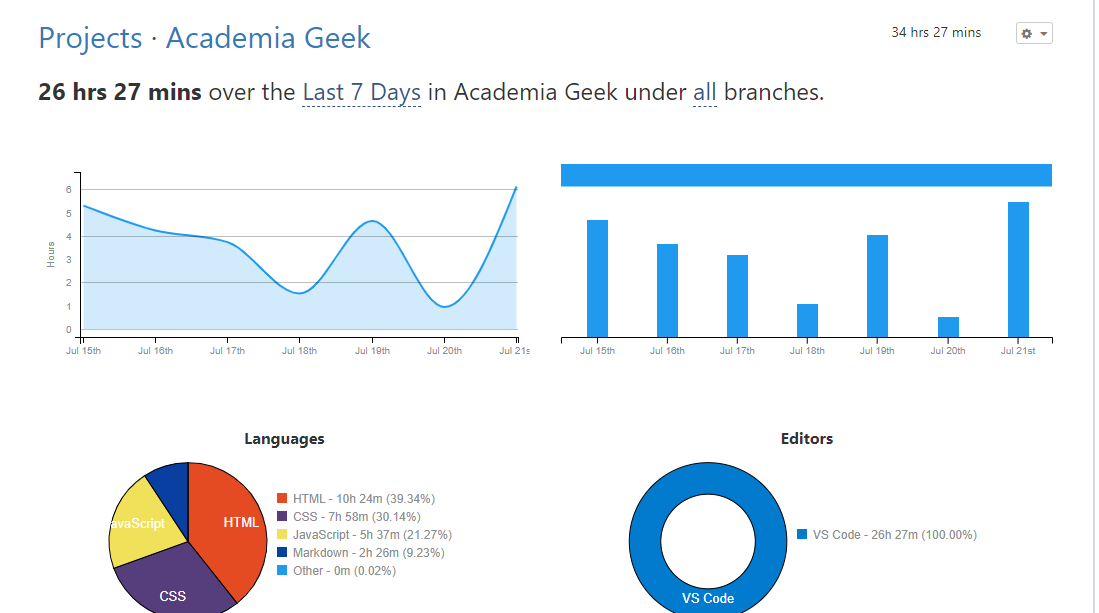 Projects · Academia Geek
34 hrs 27 mins
26 hrs 27 mins over the Last 7 Days in Academia Geek under all branches.
Hours
6
5
4
3
2
1
0
Jul 15th Jul 16th Jul 17th Jul 18th Jul 19th Jul 20th Jul 21s
Jul 15th Jul 16th Jul 17th Jul 18th Jul 19th Jul 20th Jul 21st
Languages
HTML
avaScript
CSS
HTML - 10h 24m (39.34%)
CSS - 7h 58m (30.14%)
JavaScript - 5h 37m (21.27%)
Markdown - 2h 26m (9.23%)
Other - 0m (0.02%)
Editors
VS Code
VS Code - 26h 27m (100.00%)